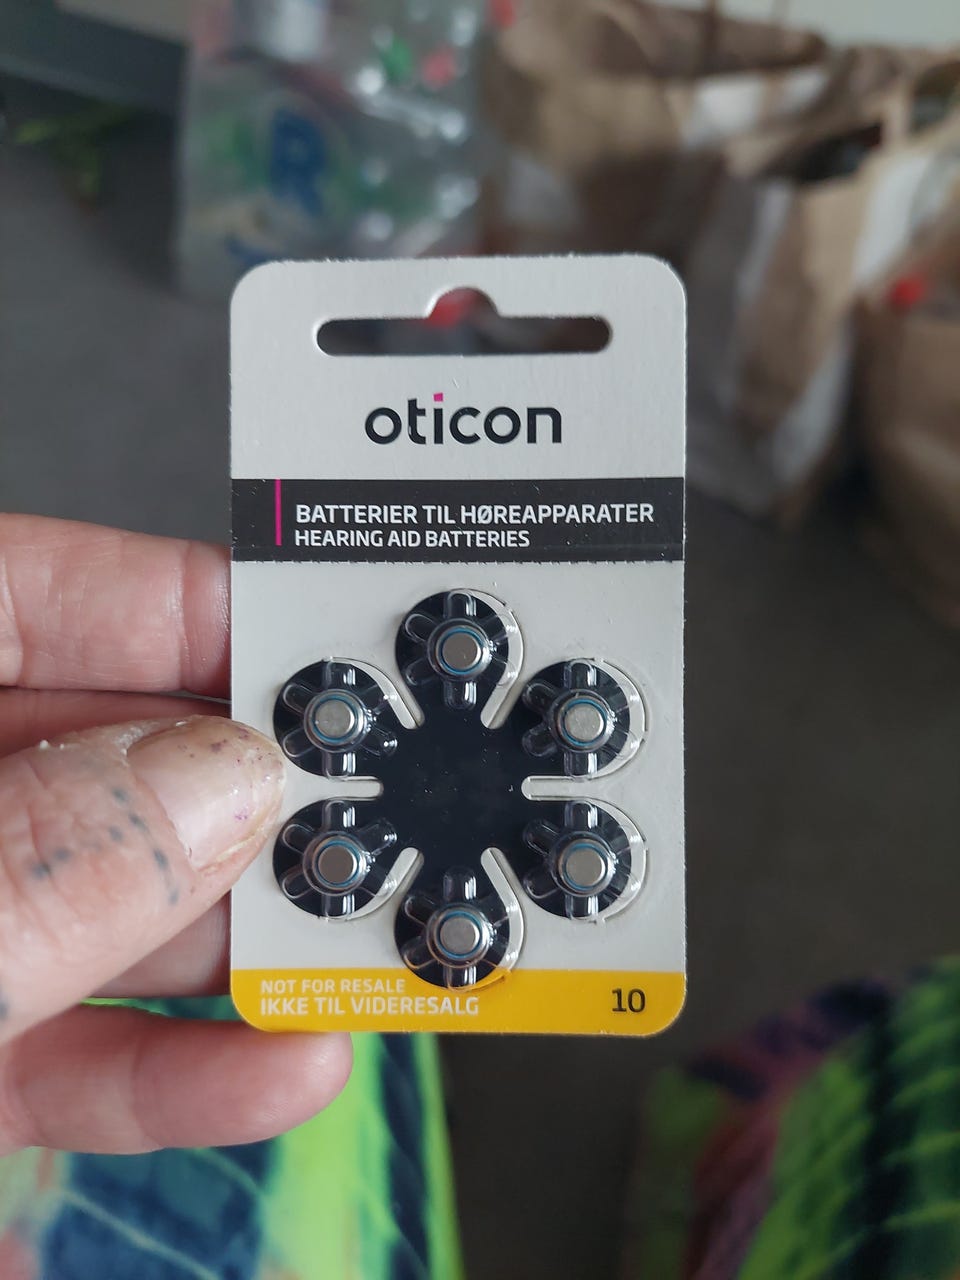 oticon
BATTERIER TIL HØREAPPARATER
HEARING AID BATTERIES
NOT FOR RESALE
IKKE TIL VIDERESALG
10
R